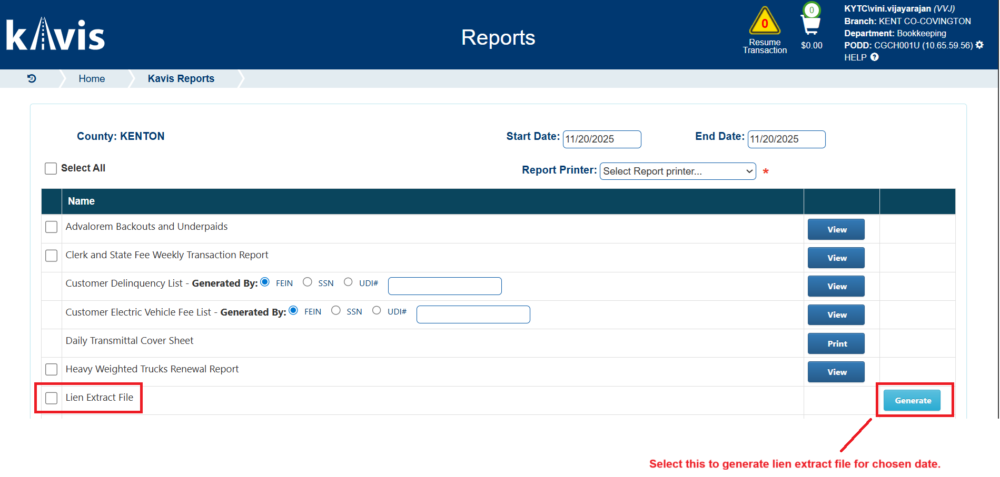 kavis
Reports
0
Resume
Transaction
0
$0.00
KYTC\vini.vijayarajan (VVJ)
Branch: KENT CO-COVINGTON
Department: Bookkeeping
PODD: CGCH001U (10.65.59.56)
HELP ?
Home
Kavis Reports
County: KENTON
Start Date: 11/20/2025
End Date: 11/20/2025
Select All
Report Printer: Select Report printer... *
Name
Advalorem Backouts and Underpaids View
Clerk and State Fee Weekly Transaction Report View
Customer Delinquency List - Generated By: FEIN SSN UDI# View
Customer Electric Vehicle Fee List - Generated By: FEIN SSN UDI# View
Daily Transmittal Cover Sheet Print
Heavy Weighted Trucks Renewal Report View
Lien Extract File Generate
Select this to generate lien extract file for chosen date.